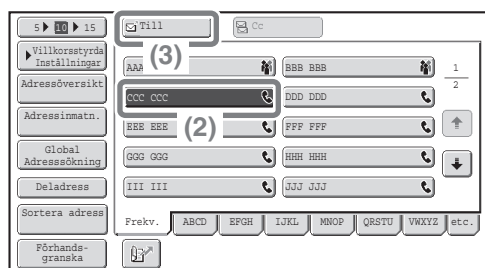 5 10 15
Till
Cc
Villkorsstyrda
Inställningar
(3)
AAA
BBB BBB
1
2
Adressöversikt
CCC CCC
DDD DDD
Adressinmatn.
EEE EEE
(2)
FFF FFF
Global
Adresssökning
GGG GGG
HHH HHH
Deladress
III III
JJJ JJJ
Sortera adress
Frekv.
ABCD
EFGH
IJKL
MNOP
QRSTU
VWXYZ
etc.
Förhands-
granska